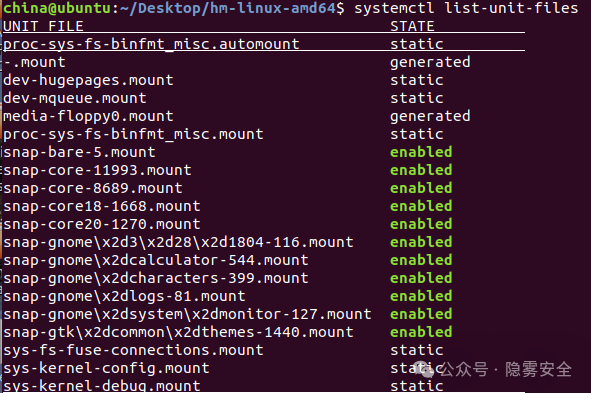 china@ubuntu:~/Desktop/hm-linux-amd64$ systemctl list-unit-files
UNIT FILE STATE
proc-sys-fs-binfmt_misc.automount static
-.mount generated
dev-hugepages.mount static
dev-mqueue.mount static
media-floppy0.mount generated
proc-sys-fs-binfmt_misc.mount static
snap-bare-5.mount enabled
snap-core-11993.mount enabled
snap-core-8689.mount enabled
snap-core18-1668.mount enabled
snap-core20-1270.mount enabled
snap-gnome\x2d3\x2d28\x2d1804-116.mount enabled
snap-gnome\x2dcalculator-544.mount enabled
snap-gnome\x2dcharacters-399.mount enabled
snap-gnome\x2dlogs-81.mount enabled
snap-gnome\x2dsystem\x2dmonitor-127.mount enabled
snap-gtk\x2dcommon\x2dthemes-1440.mount enabled
sys-fs-fuse-connections.mount static
sys-kernel-config.mount static
sys-kernel-debug.mount static
公众号 · 隐雾安全